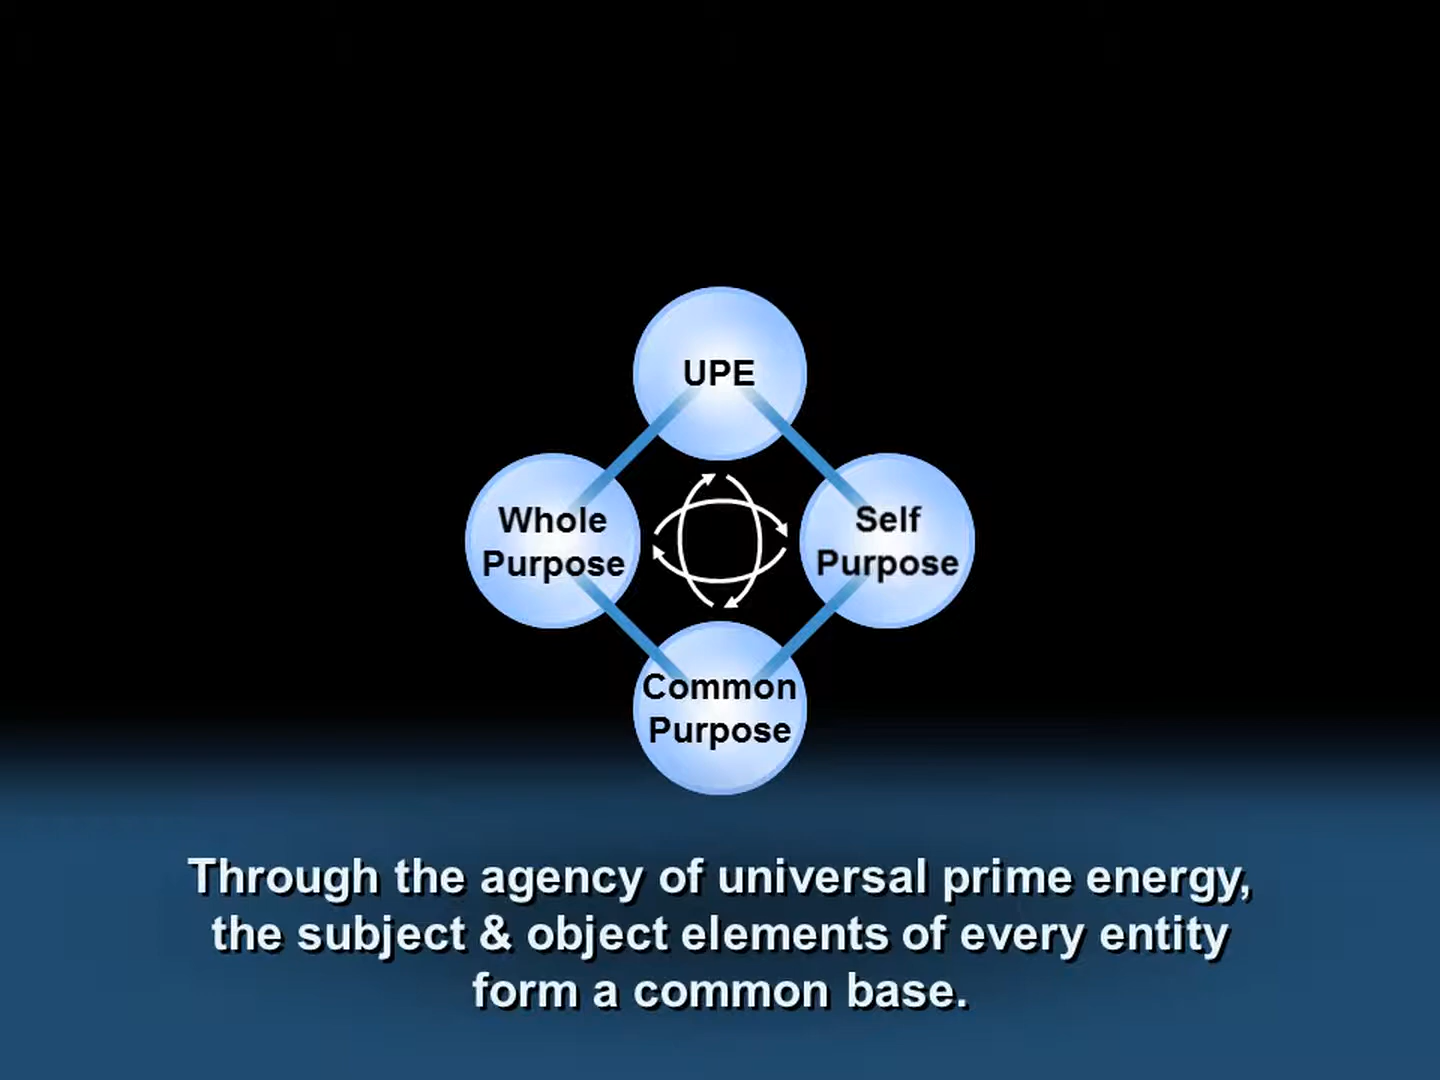 UPE
Whole
Purpose
Self
Purpose
Common
Purpose
Through the agency of universal prime energy,
the subject & object elements of every entity
form a common base.